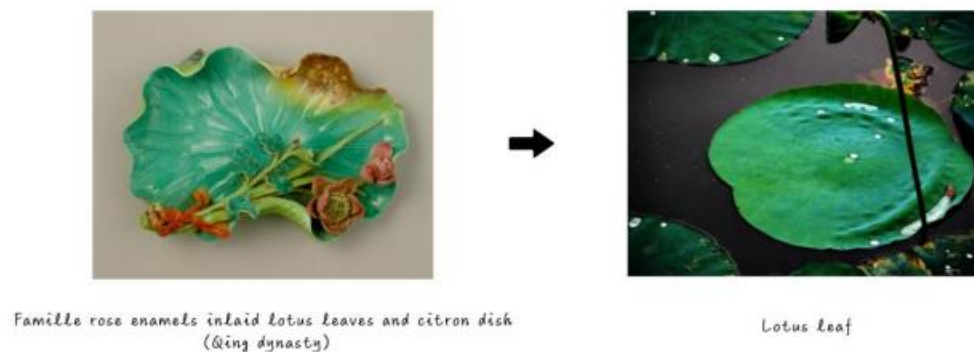 Famille rose enamels inlaid lotus leaves and citron dish
(Qing dynasty)
Lotus leaf